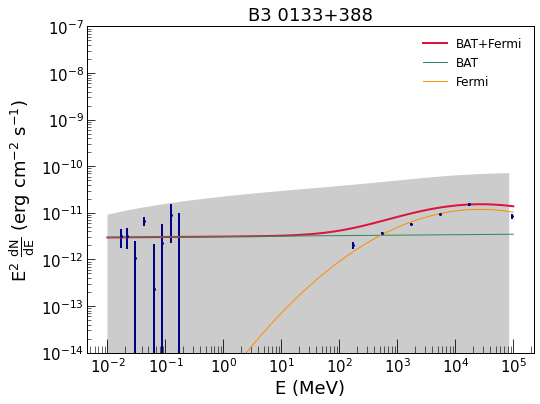 B3 0133+388
10⁻⁷
10⁻⁸
10⁻⁹
10⁻¹⁰
10⁻¹¹
10⁻¹²
10⁻¹³
10⁻¹⁴
E² dN/dE (erg cm⁻² s⁻¹)
BAT+Fermi
BAT
Fermi
10⁻² 10⁻¹ 10⁰ 10¹ 10² 10³ 10⁴ 10⁵
E (MeV)